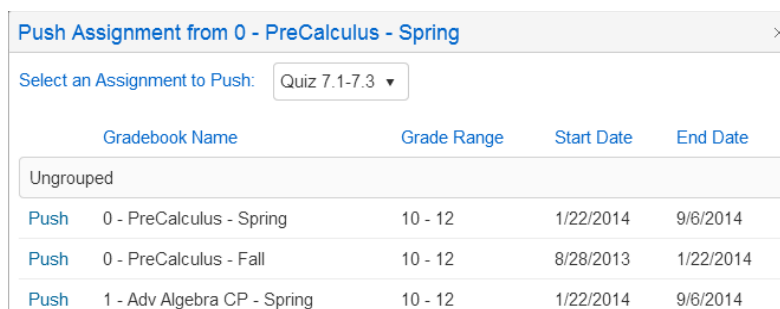 Push Assignment from 0 - PreCalculus - Spring ×
Select an Assignment to Push: Quiz 7.1-7.3 ▼
Gradebook Name Grade Range Start Date End Date
Ungrouped
Push 0 - PreCalculus - Spring 10 - 12 1/22/2014 9/6/2014
Push 0 - PreCalculus - Fall 10 - 12 8/28/2013 1/22/2014
Push 1 - Adv Algebra CP - Spring 10 - 12 1/22/2014 9/6/2014